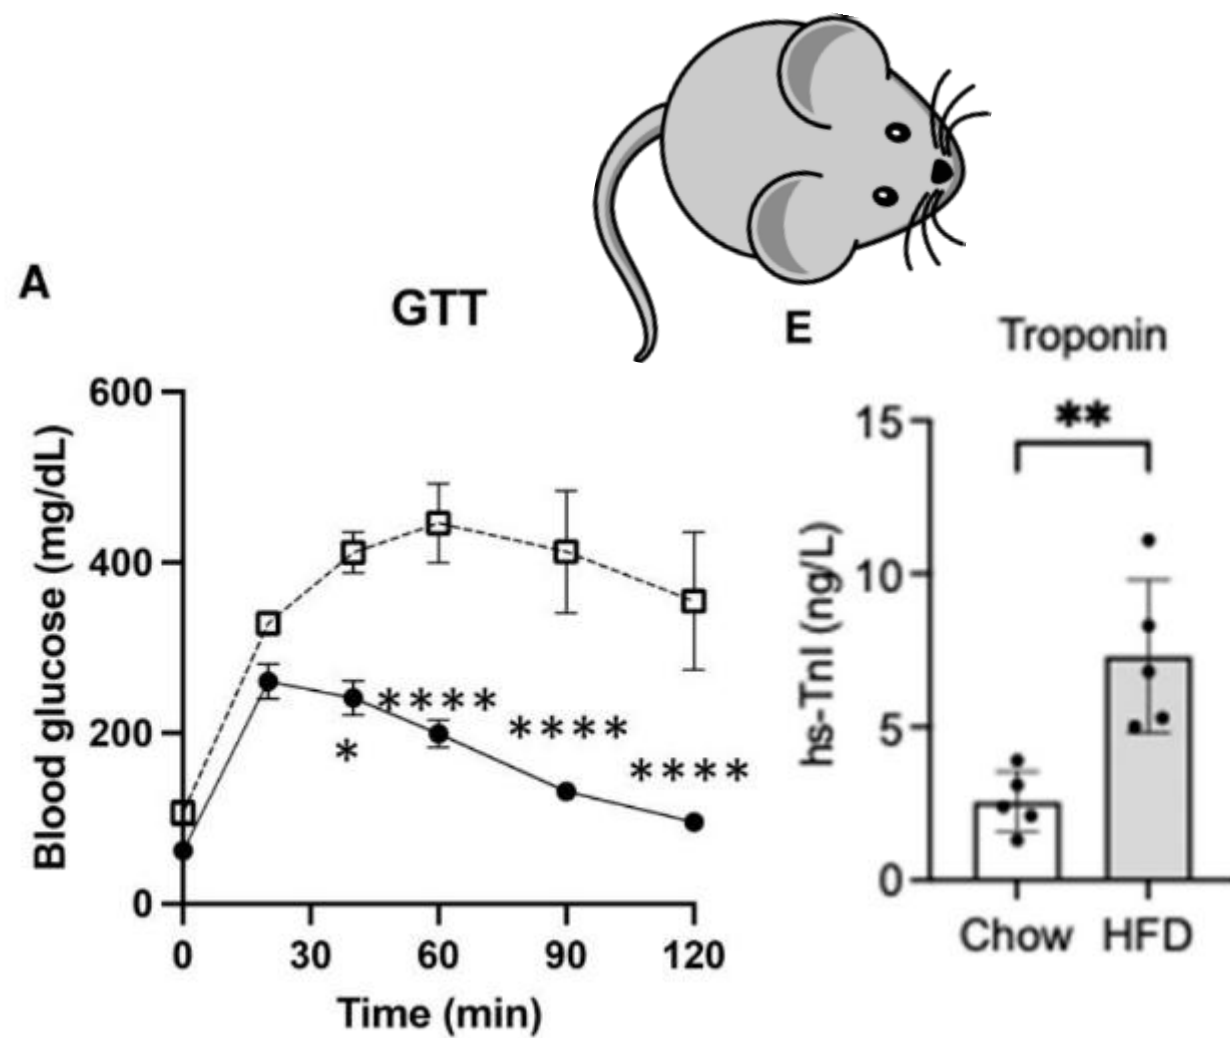 A
GTT
Blood glucose (mg/dL)
600
400
200
0
****
*
****
****
0 30 60 90 120
Time (min)
E
Troponin
**
hs-TnI (ng/L)
15
10
5
0
Chow HFD